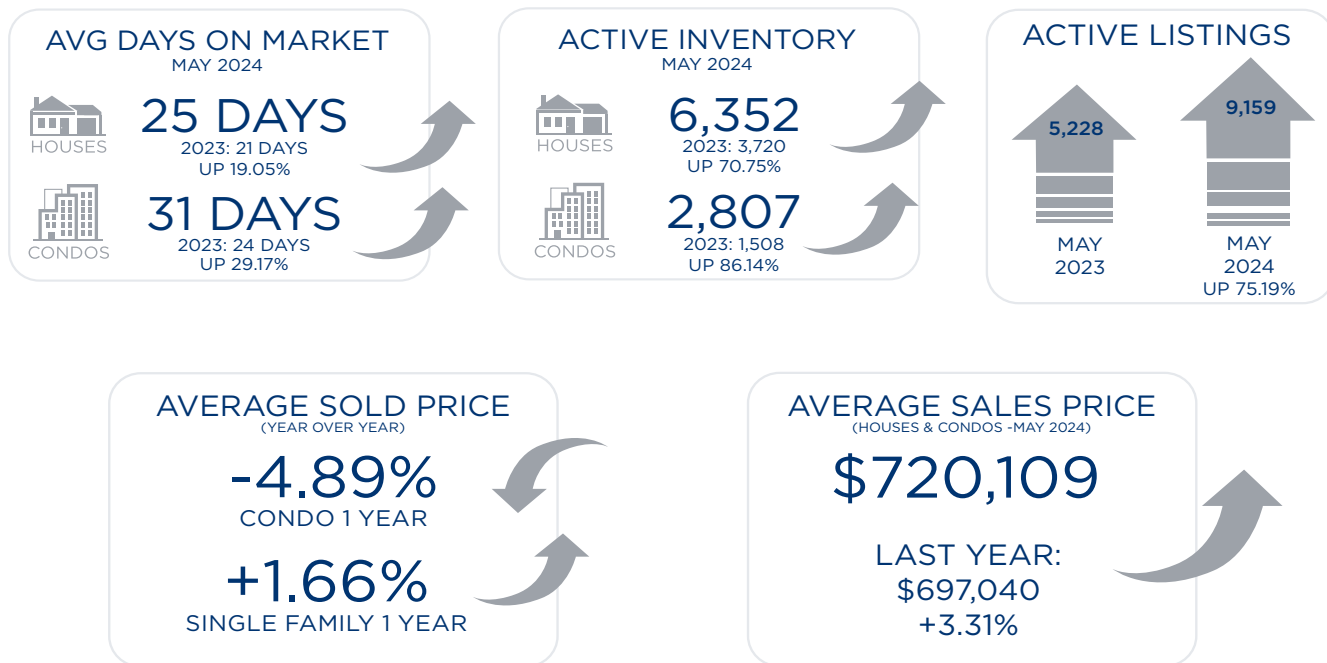 AVG DAYS ON MARKET
MAY 2024
25 DAYS
HOUSES
2023: 21 DAYS
UP 19.05%
31 DAYS
2023: 24 DAYS
CONDOS
UP 29.17%
ACTIVE INVENTORY
MAY 2024
6,352
HOUSES
2023: 3,720
UP 70.75%
2,807
2023: 1,508
CONDOS
UP 86.14%
ACTIVE LISTINGS
5,228
9,159
MAY
2023
MAY
2024
UP 75.19%
AVERAGE SOLD PRICE
(YEAR OVER YEAR)
-4.89%
CONDO 1 YEAR
+1.66%
SINGLE FAMILY 1 YEAR
AVERAGE SALES PRICE
(HOUSES & CONDOS -MAY 2024)
$720,109
LAST YEAR:
$697,040
+3.31%